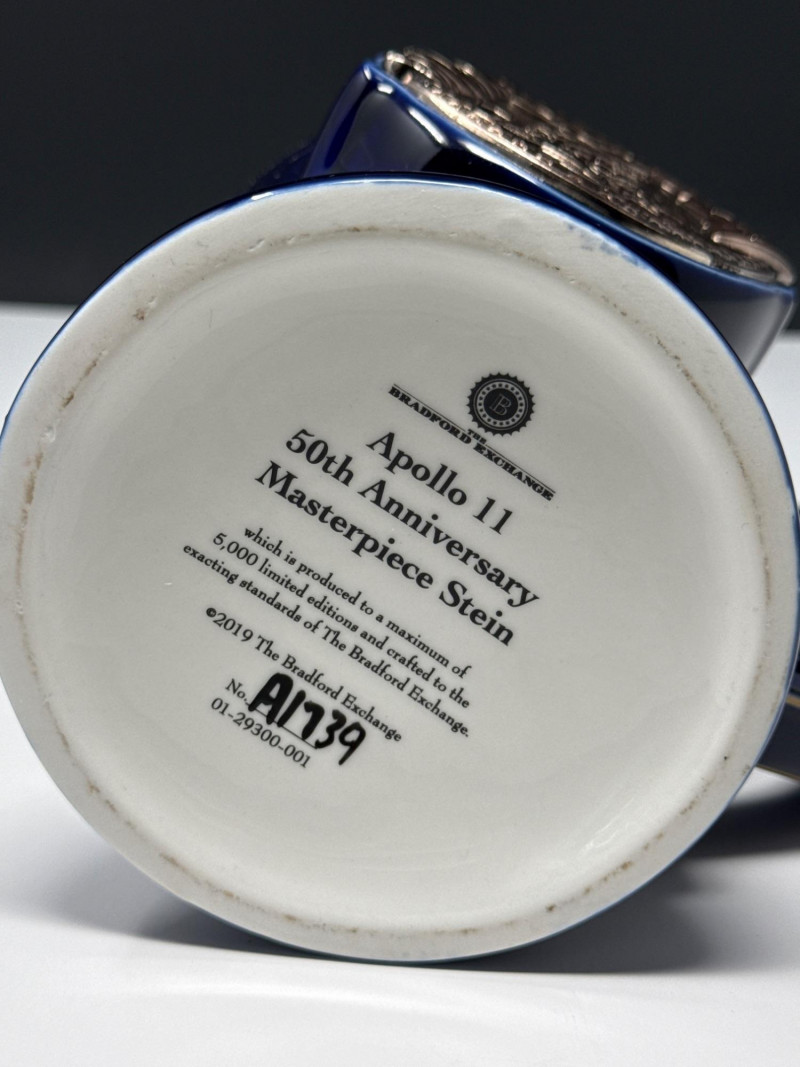 B
THE
BRADFORD EXCHANGE
Apollo 11
50th Anniversary
Masterpiece Stein
which is produced to a maximum of
5,000 limited editions and crafted to the
exacting standards of The Bradford Exchange.
©2019 The Bradford Exchange
No. A1739
01-29300-001